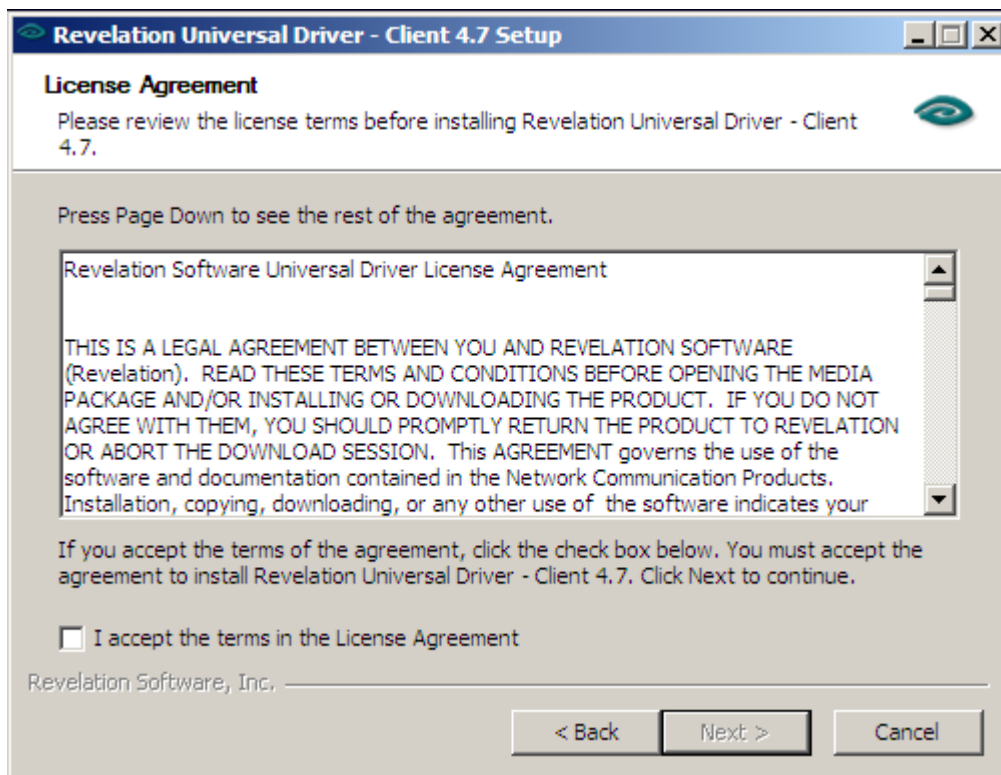 Revelation Universal Driver - Client 4.7 Setup
License Agreement
Please review the license terms before installing Revelation Universal Driver - Client
4.7.
Press Page Down to see the rest of the agreement.
Revelation Software Universal Driver License Agreement
THIS IS A LEGAL AGREEMENT BETWEEN YOU AND REVELATION SOFTWARE
(Revelation).  READ THESE TERMS AND CONDITIONS BEFORE OPENING THE MEDIA
PACKAGE AND/OR INSTALLING OR DOWNLOADING THE PRODUCT.  IF YOU DO NOT
AGREE WITH THEM, YOU SHOULD PROMPTLY RETURN THE PRODUCT TO REVELATION
OR ABORT THE DOWNLOAD SESSION.  This AGREEMENT governs the use of the
software and documentation contained in the Network Communication Products.
Installation, copying, downloading, or any other use of  the software indicates your
If you accept the terms of the agreement, click the check box below. You must accept the
agreement to install Revelation Universal Driver - Client 4.7. Click Next to continue.
I accept the terms in the License Agreement
Revelation Software, Inc.
< Back
Next >
Cancel